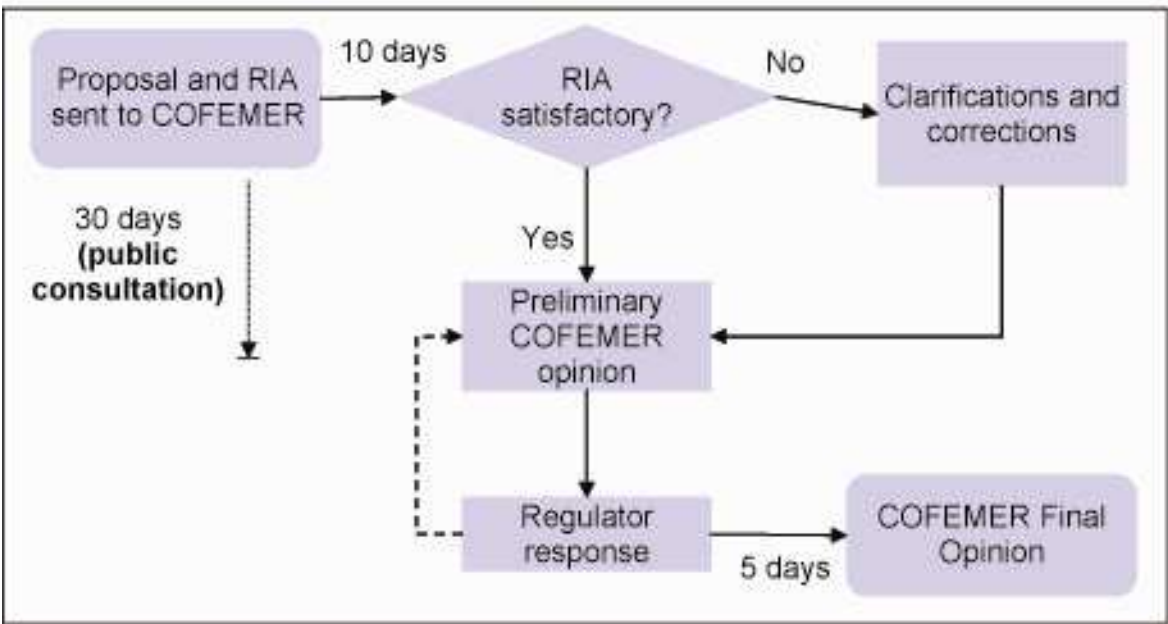 Proposal and RIA
sent to COFEMER
10 days
RIA
satisfactory?
No
Clarifications and
corrections
30 days
(public
consultation)
Yes
Preliminary
COFEMER
opinion
Regulator
response
5 days
COFEMER Final
Opinion